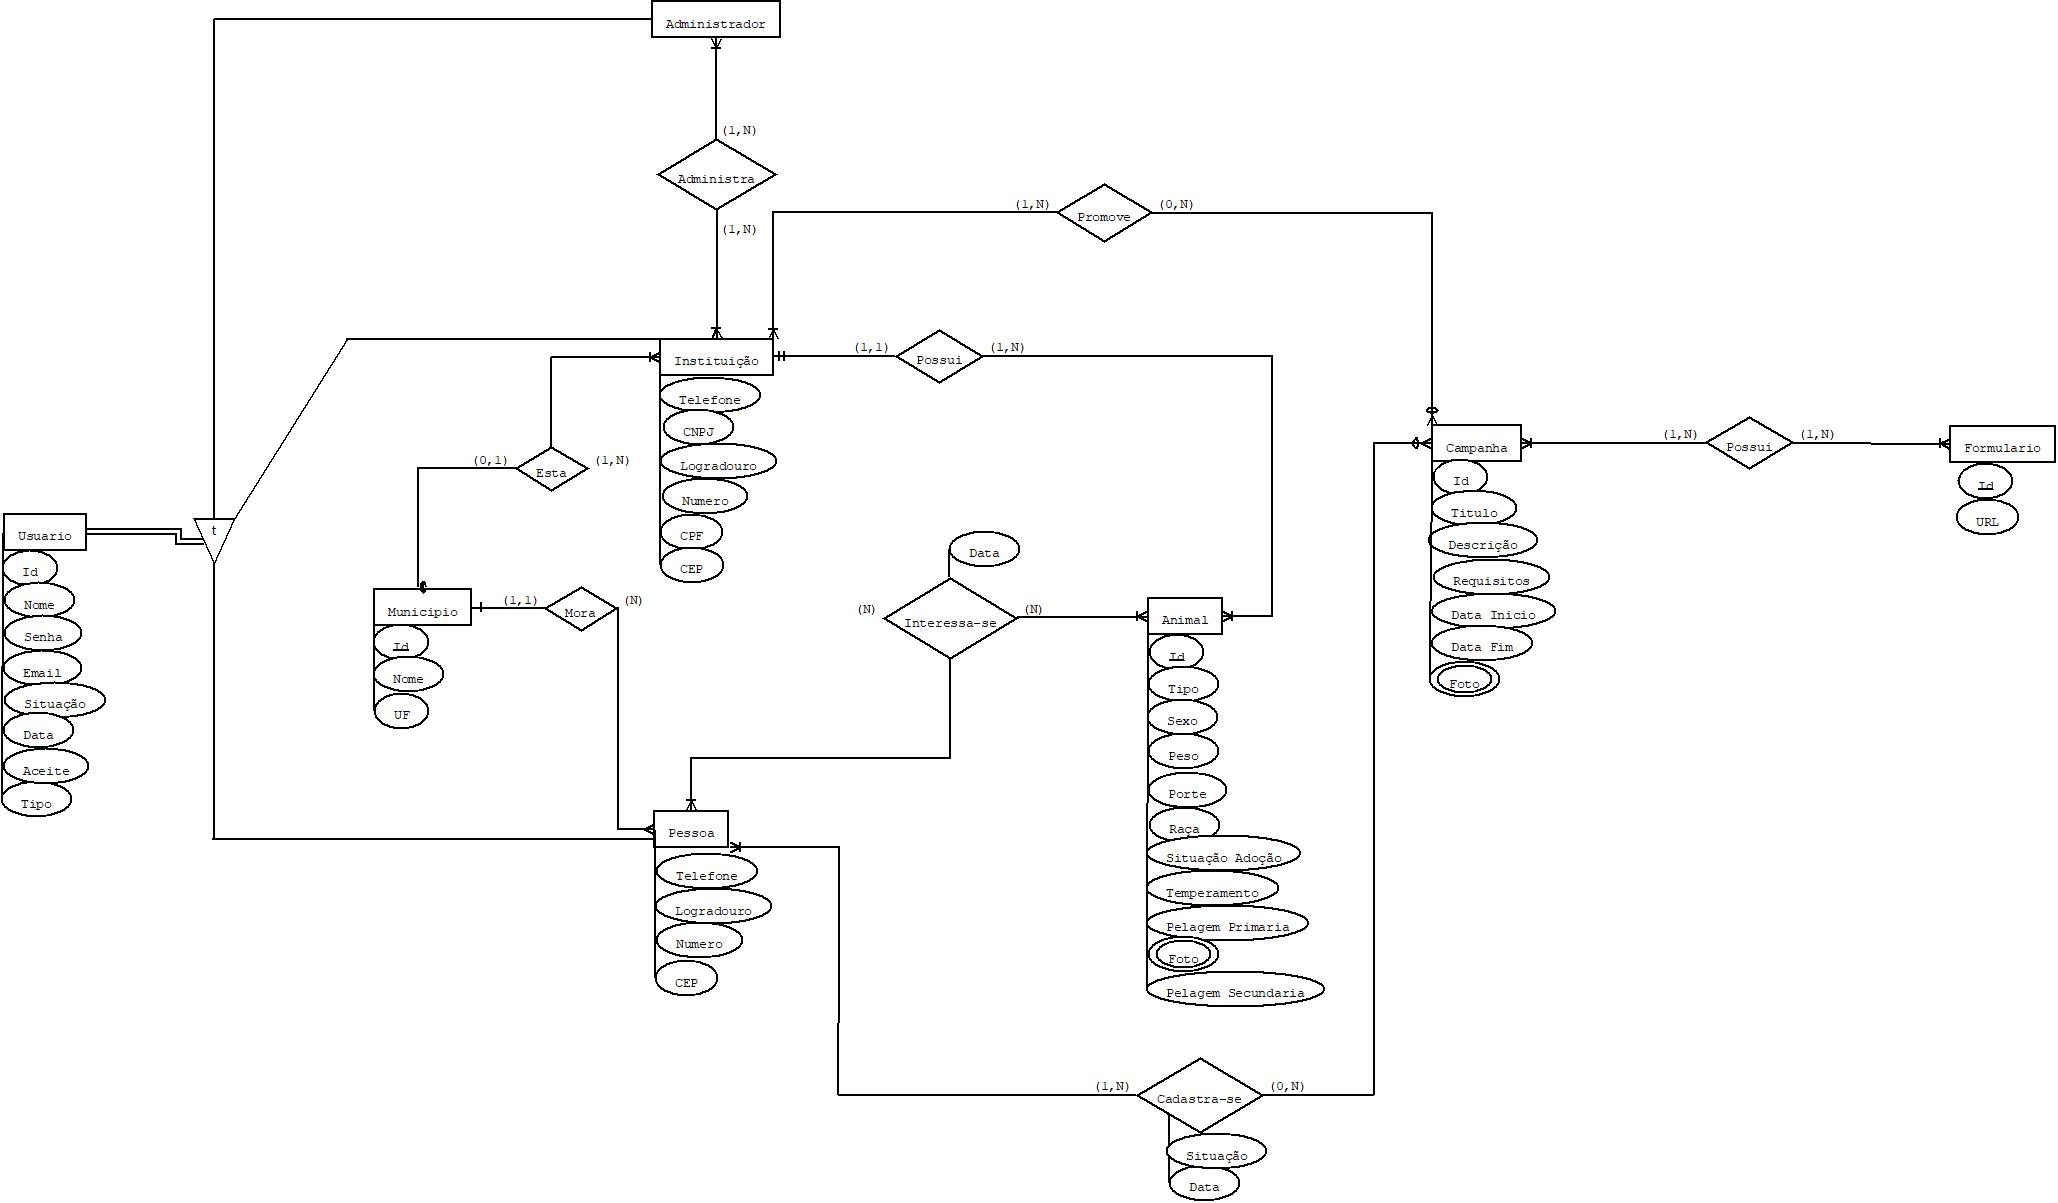 Administrador
(1,N)
Administra
(1,N)
(1,N)
Promove
(0,N)
Instituição
Telefone
CNPJ
Logradouro
Numero
CPF
CEP
(1,1)
Possui
(1,N)
(0,1)
Esta
(1,N)
Campanha
Id
Titulo
Descrição
Requisitos
Data Inicio
Data Fim
Foto
(1,N)
Possui
(1,N)
Formulario
Id
URL
Usuario
Id
Nome
Senha
Email
Situação
Data
Aceite
Tipo
t
Municipio
Id
Nome
UF
(1,1)
Mora
(N)
Data
(N)
Interessa-se
(N)
Animal
Id
Tipo
Sexo
Peso
Porte
Raça
Situação Adoção
Temperamento
Pelagem Primaria
Foto
Pelagem Secundaria
Pessoa
Telefone
Logradouro
Numero
CEP
(1,N)
Cadastra-se
(0,N)
Situação
Data